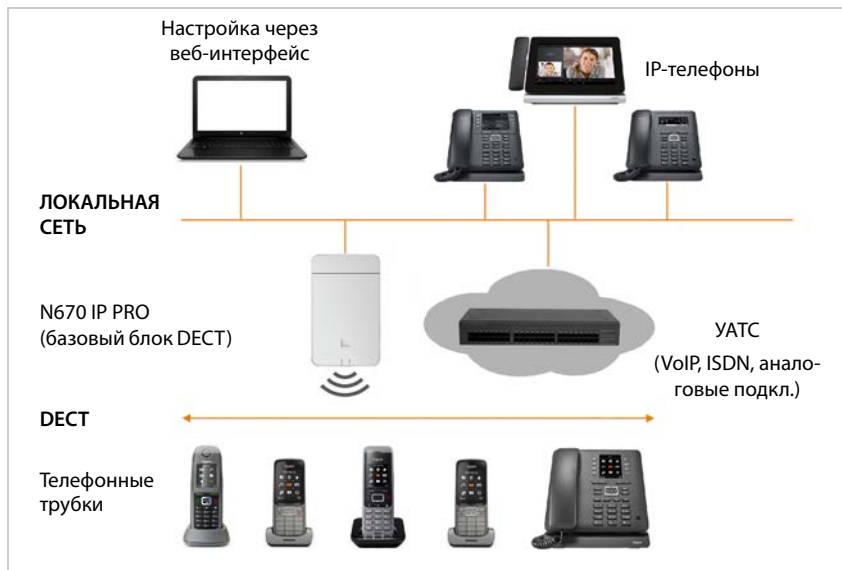 Настройка через
веб-интерфейс
IP-телефоны
ЛОКАЛЬНАЯ
СЕТЬ
N670 IP PRO
(базовый блок DECT)
УАТС
(VoIP, ISDN, анало-
говые подкл.)
DECT
Телефонные
трубки